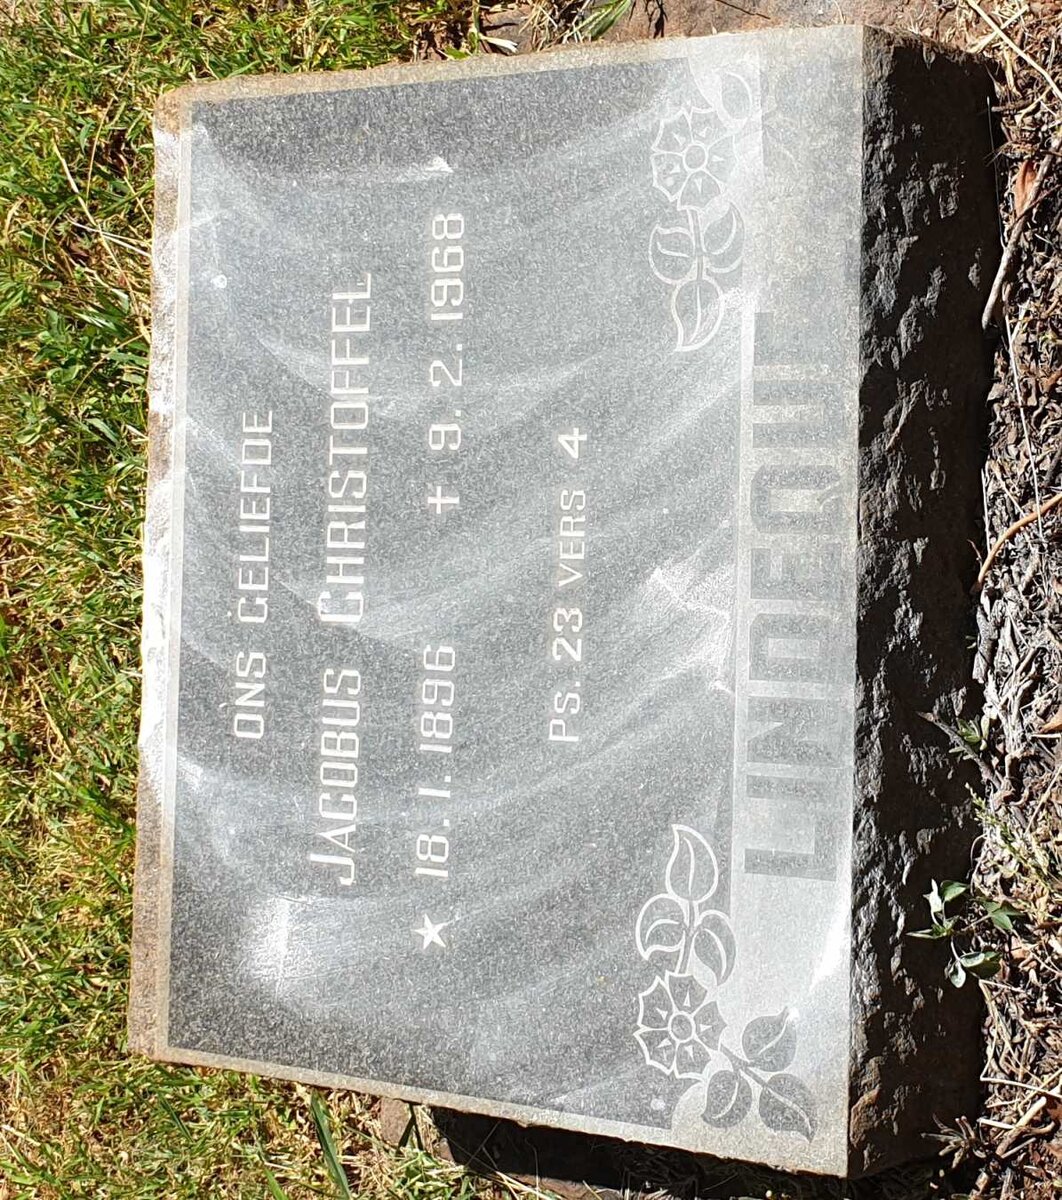 ONS GELIEFDE
JACOBUS CHRISTOFFEL
★ 18.1.1896 ✝ 9.2.1968
PS. 23 VERS 4
LINDEQUE